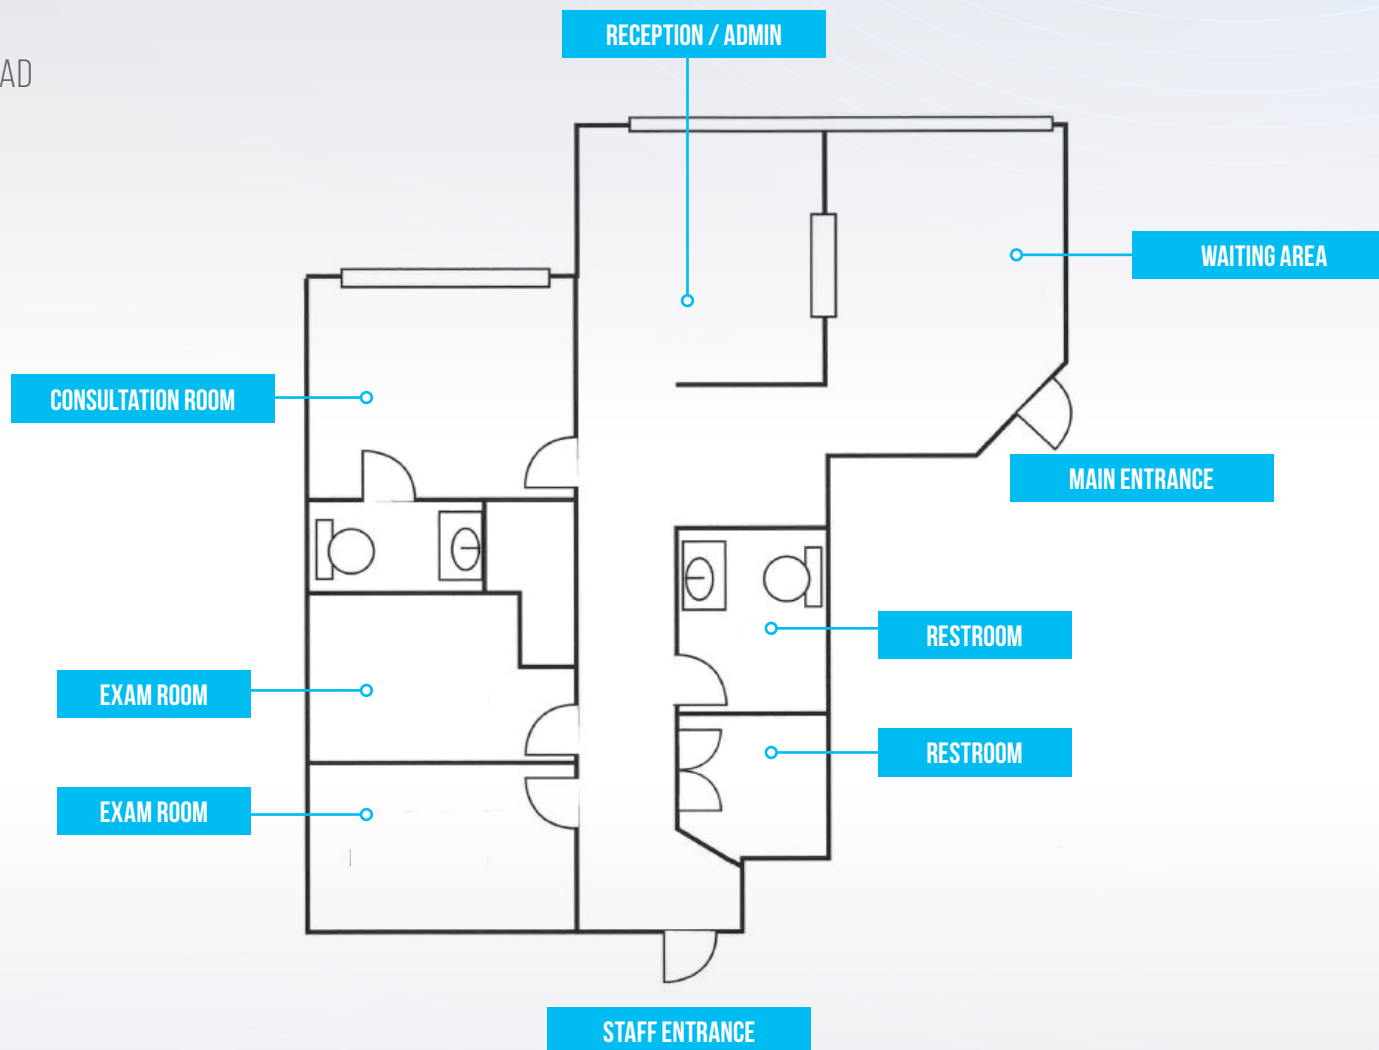 RECEPTION / ADMIN
AD
WAITING AREA
CONSULTATION ROOM
MAIN ENTRANCE
RESTROOM
EXAM ROOM
RESTROOM
EXAM ROOM
STAFF ENTRANCE